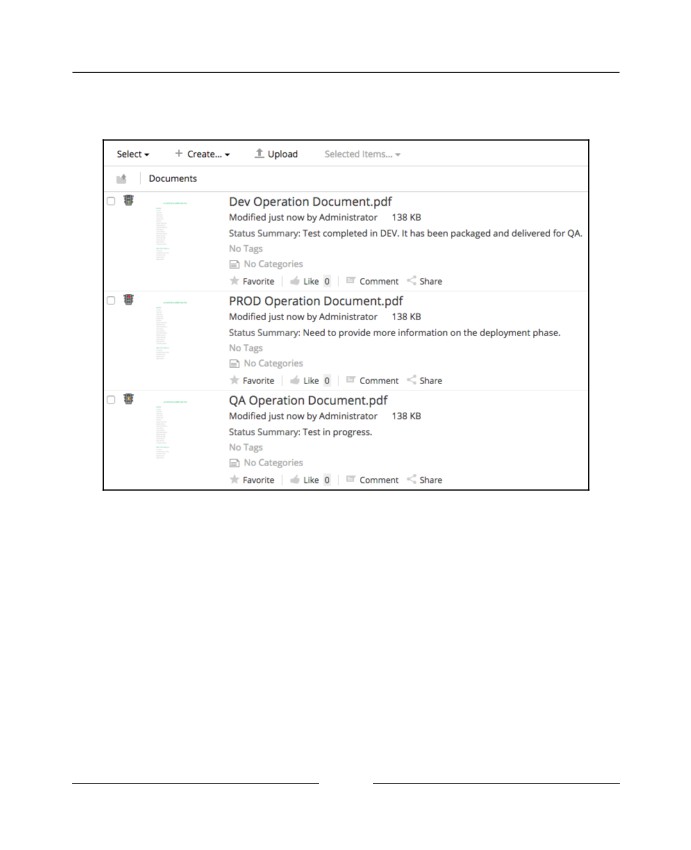 Select
Create...
Upload
Selected Items...
Documents
Dev Operation Document.pdf
Modified just now by Administrator 138 KB
Status Summary: Test completed in DEV. It has been packaged and delivered for QA.
No Tags
No Categories
Favorite Like 0 Comment Share
PROD Operation Document.pdf
Modified just now by Administrator 138 KB
Status Summary: Need to provide more information on the deployment phase.
No Tags
No Categories
Favorite Like 0 Comment Share
QA Operation Document.pdf
Modified just now by Administrator 138 KB
Status Summary: Test in progress.
No Tags
No Categories
Favorite Like 0 Comment Share